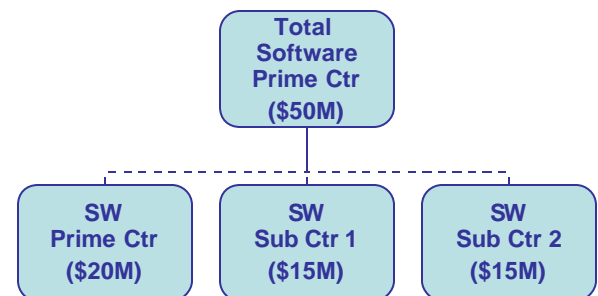 Total
Software
Prime Ctr
($50M)
SW
Prime Ctr
($20M)
SW
Sub Ctr 1
($15M)
SW
Sub Ctr 2
($15M)